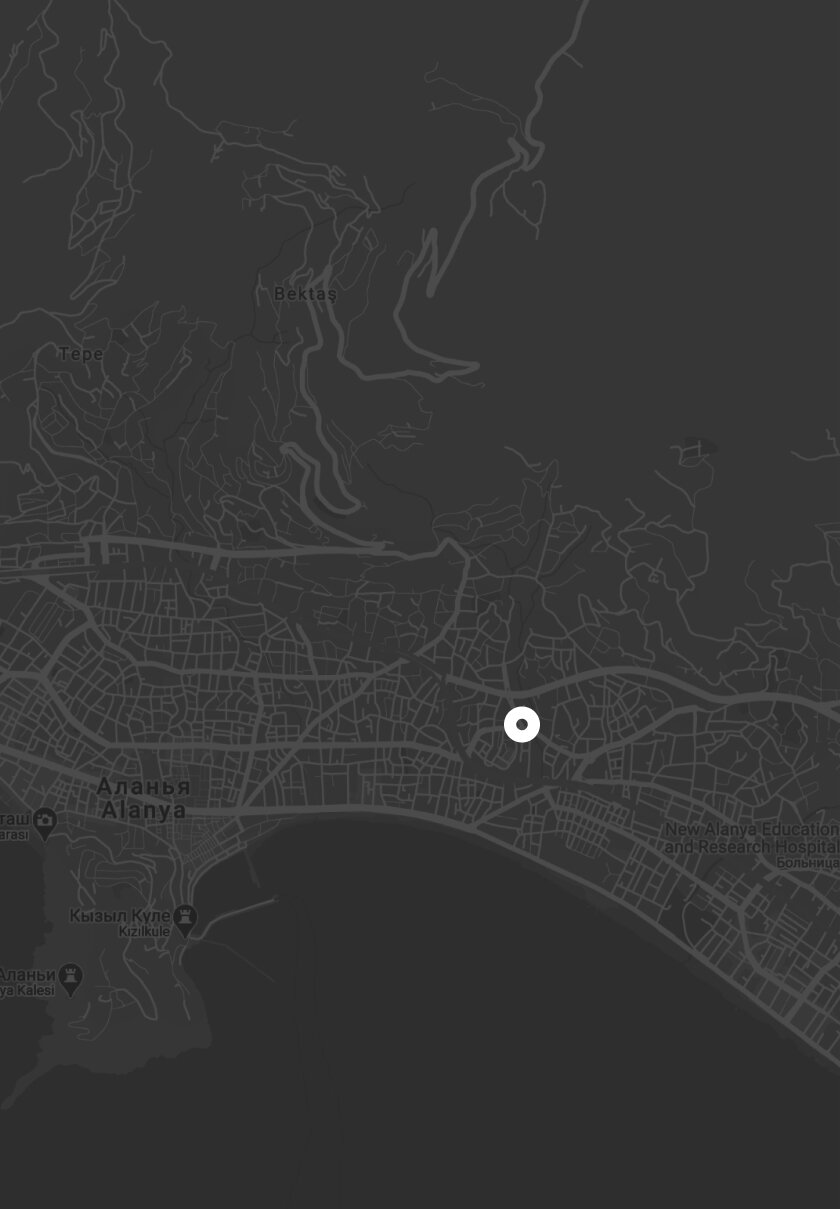 Bektaş
Tepe
Аланья
Alanya
таш
arası
New Alanya Education
and Research Hospital
Больница
Кызыл Куле
Kızılkule
Аланьи
ya Kalesi